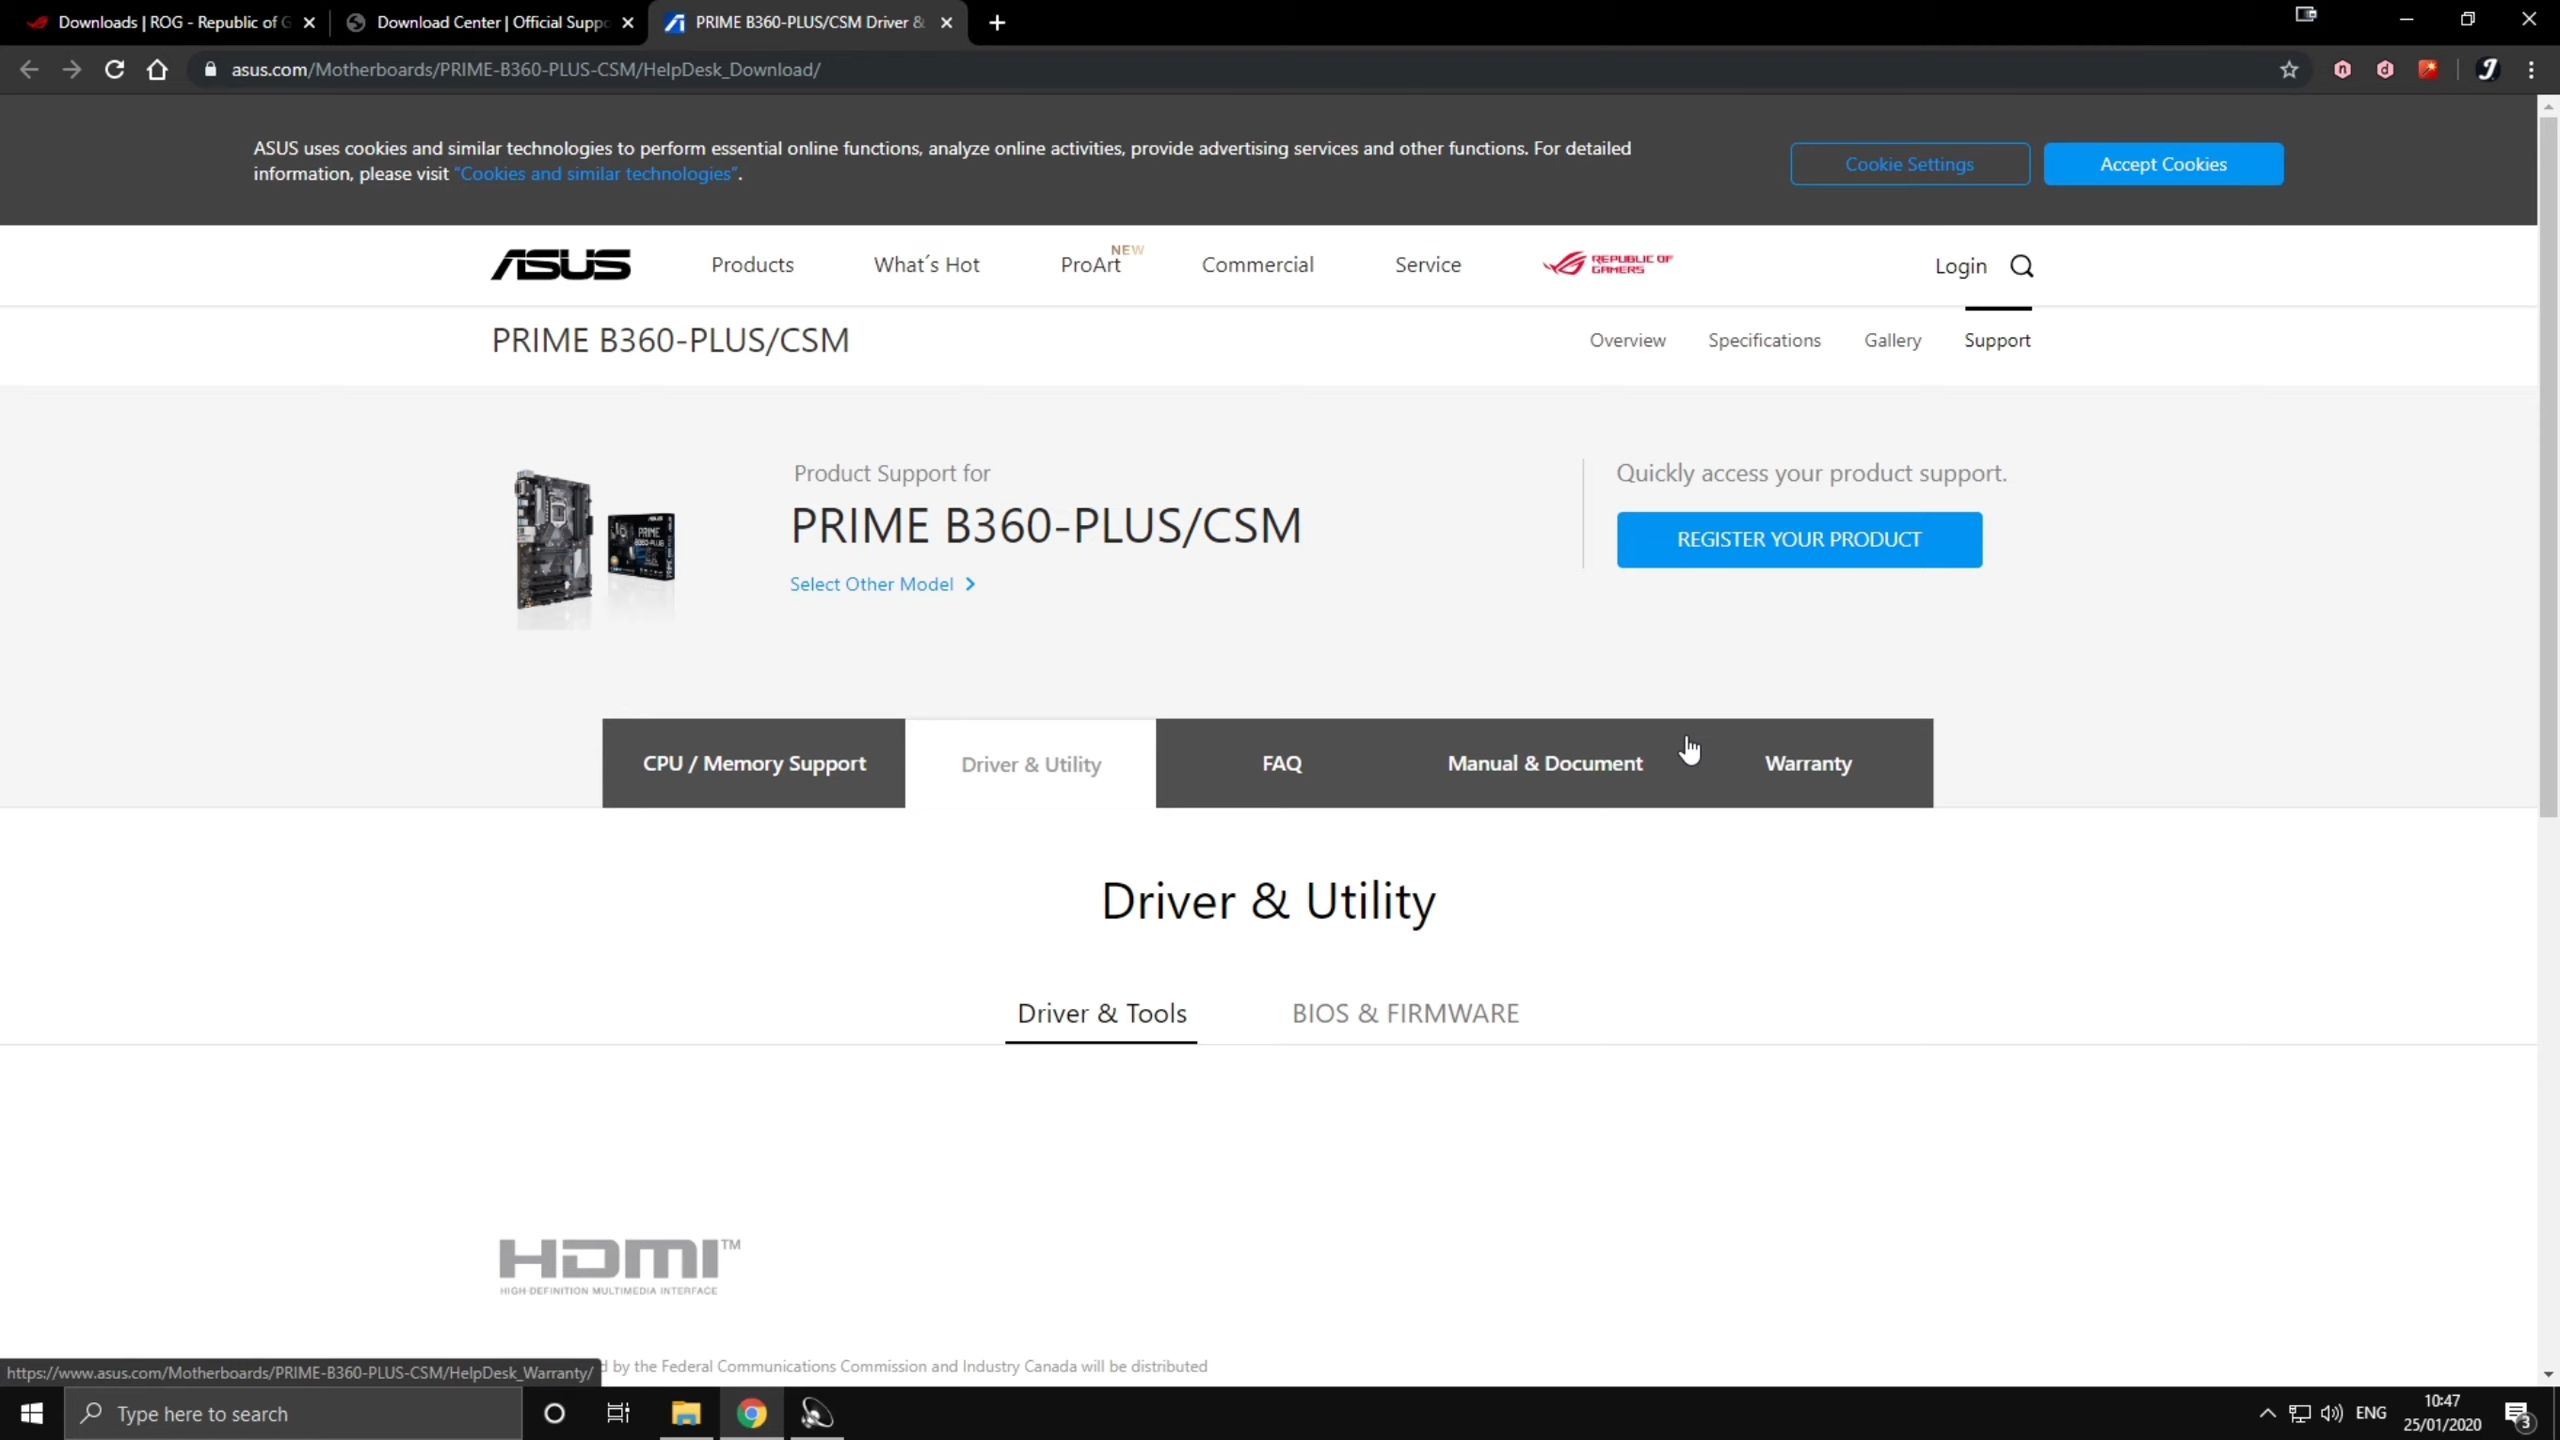 Downloads | ROG - Republic of G
Download Center | Official Suppo
PRIME B360-PLUS/CSM Driver &
asus.com/Motherboards/PRIME-B360-PLUS-CSM/HelpDesk_Download/
ASUS uses cookies and similar technologies to perform essential online functions, analyze online activities, provide advertising services and other functions. For detailed
information, please visit "Cookies and similar technologies".
Cookie Settings
Accept Cookies
ASUS
Products
What´s Hot
ProArt
NEW
Commercial
Service
REPUBLIC OF
GAMERS
Login
PRIME B360-PLUS/CSM
Overview
Specifications
Gallery
Support
Product Support for
PRIME B360-PLUS/CSM
Select Other Model
Quickly access your product support.
REGISTER YOUR PRODUCT
CPU / Memory Support
Driver & Utility
FAQ
Manual & Document
Warranty
Driver & Utility
Driver & Tools
BIOS & FIRMWARE
HDMI™
HIGH-DEFINITION MULTIMEDIA INTERFACE
https://www.asus.com/Motherboards/PRIME-B360-PLUS-CSM/HelpDesk_Warranty/
d by the Federal Communications Commission and Industry Canada will be distributed
Type here to search
ENG
10:47
25/01/2020
3